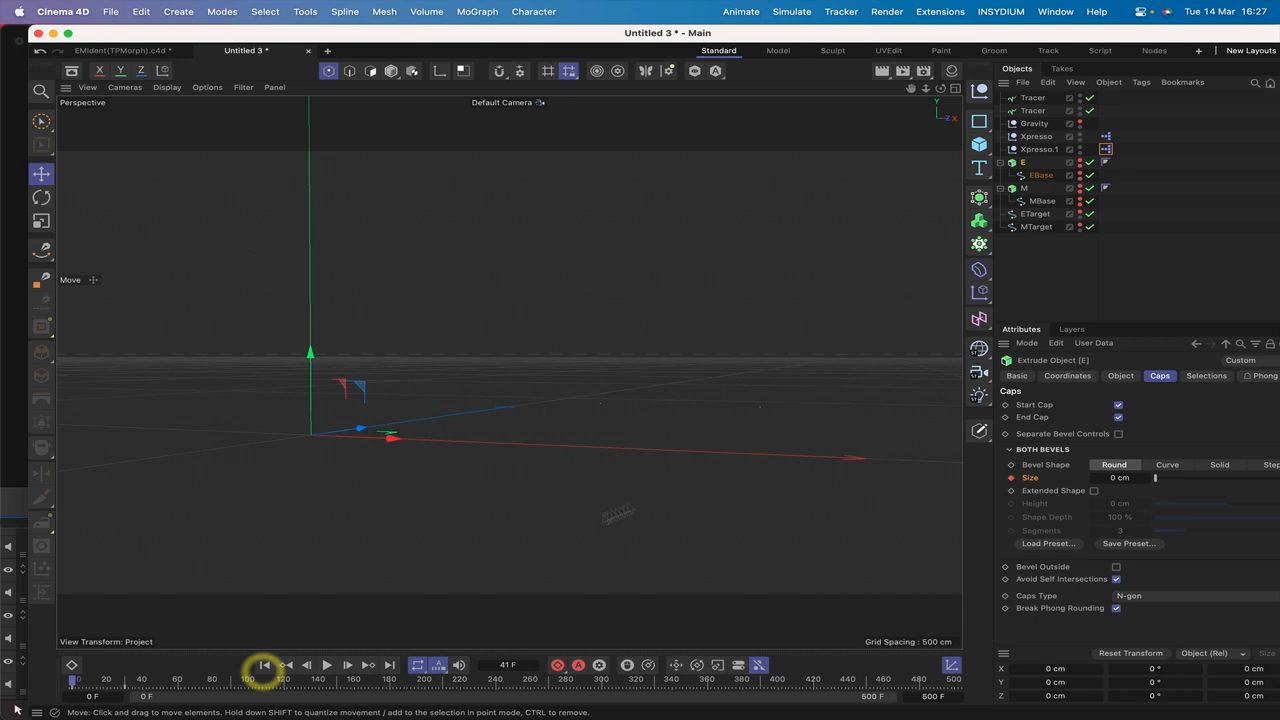 Cinema 4D File Edit Create Modes Select Tools Spline Mesh Volume MoGraph Character Animate Simulate Tracker Render Extensions INSYDIUM Window Help Tue 14 Mar 16:27
Untitled 3 * - Main
EMIdent(TPMorph).c4d * Untitled 3 * × + Standard Model Sculpt UVEdit Paint Groom Track Script Nodes + New Layouts
X Y Z Objects Takes
View Cameras Display Options Filter Panel File Edit View Object Tags Bookmarks
Perspective Default Camera
Tracer
Tracer
Y
Z X
Gravity
Xpresso
Xpresso.1
E
EBase
M
MBase
ETarget
MTarget
Move
Attributes Layers
Mode Edit User Data
Extrude Object [E] Custom
Basic Coordinates Object Caps Selections Phong
Caps
Start Cap
End Cap
Separate Bevel Controls
BOTH BEVELS
Bevel Shape Round Curve Solid Step
Size 0 cm
Extended Shape
Height 0 cm
Shape Depth 100 %
Segments 3
Load Preset... Save Preset...
Bevel Outside
Avoid Self Intersections
Caps Type N-gon
Break Phong Rounding
View Transform: Project Grid Spacing : 500 cm
41 F
Reset Transform Object (Rel) Size
X 0 cm 0 ° 0 cm
Y 0 cm 0 ° 0 cm
Z 0 cm 0 ° 0 cm
0 20 40 60 80 100 120 140 160 180 200 220 240 260 280 300 320 340 360 380 400 420 440 460 480 500
0 F 0 F 500 F 500 F
Move: Click and drag to move elements. Hold down SHIFT to quantize movement / add to the selection in point mode, CTRL to remove.